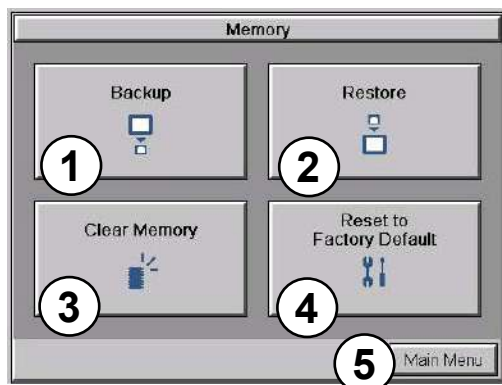 Memory
Backup
1
Restore
2
Clear Memory
3
Reset to
Factory Default
4
5
Main Menu